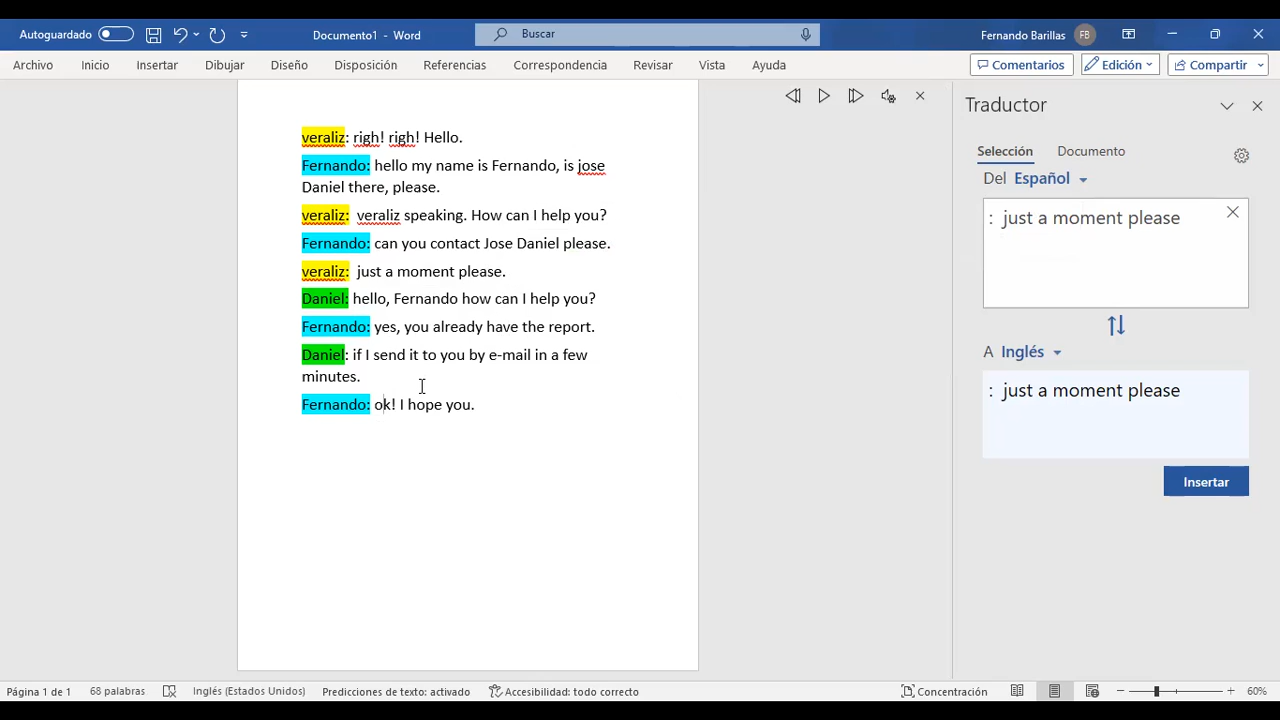 Autoguardado
Documento1 - Word
Buscar
Fernando Barillas FB
Archivo Inicio Insertar Dibujar Diseño Disposición Referencias Correspondencia Revisar Vista Ayuda
Comentarios Edición Compartir
veraliz: righ! righ! Hello.
Fernando: hello my name is Fernando, is jose
Daniel there, please.
veraliz: veraliz speaking. How can I help you?
Fernando: can you contact Jose Daniel please.
veraliz: just a moment please.
Daniel: hello, Fernando how can I help you?
Fernando: yes, you already have the report.
Daniel: if I send it to you by e-mail in a few
minutes.
Fernando: ok! I hope you.
Traductor
Selección Documento
Del Español
: just a moment please
A Inglés
: just a moment please
Insertar
Página 1 de 1 68 palabras Inglés (Estados Unidos) Predicciones de texto: activado Accesibilidad: todo correcto Concentración 60%